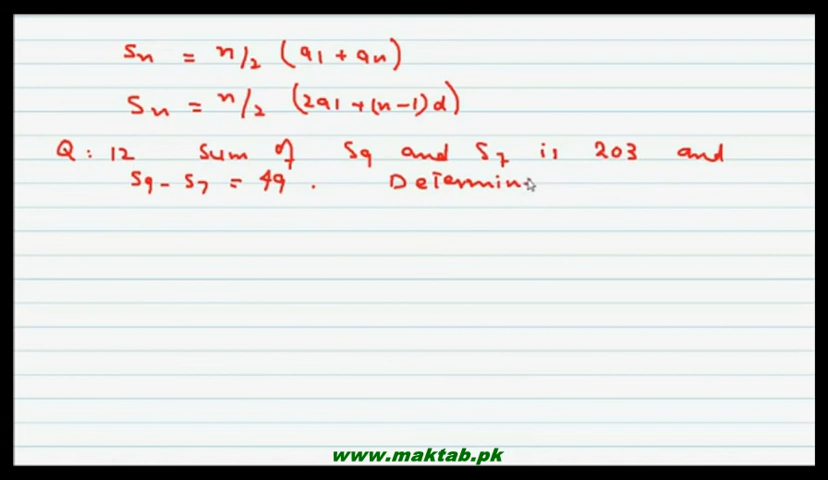 Sn = n/2 (a1 + an)
Sn = n/2 (2a1 + (n-1)d)
Q: 12 Sum of S9 and S7 is 203 and
S9 - S7 = 49. Determin
www.maktab.pk